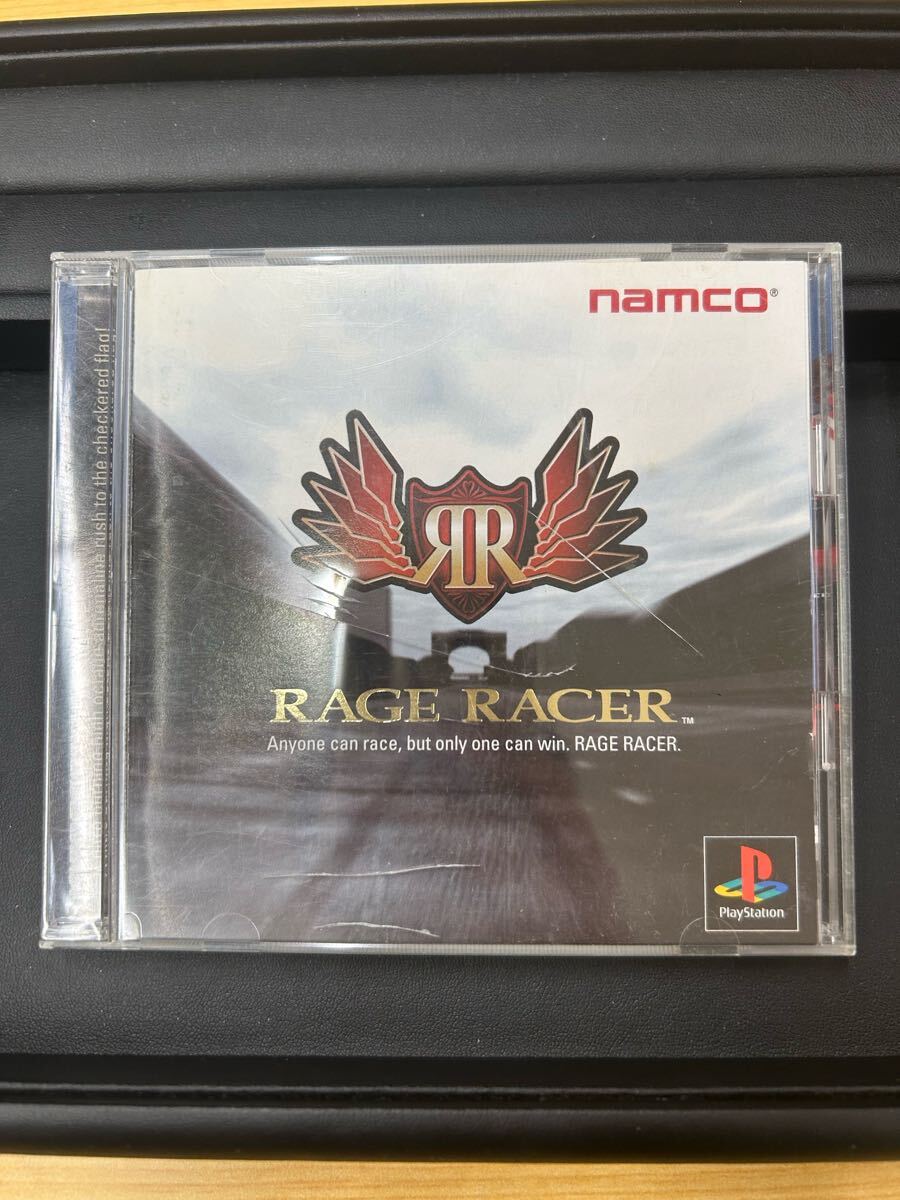 namco®
RR
RAGE RACER™
Anyone can race, but only one can win. RAGE RACER.
PlayStation
rush to the checkered flag!